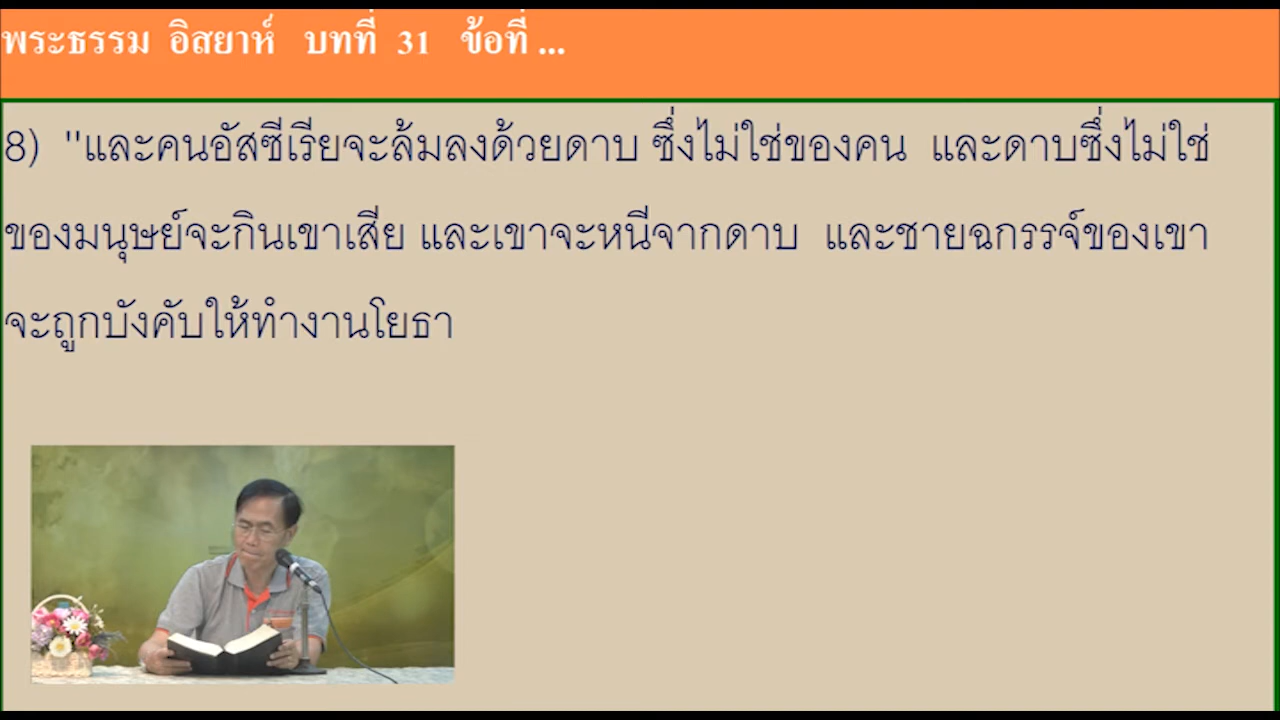 พระธรรม อิสยาห์ บทที่ 31 ข้อที่ ...
8) "และคนอัสซีเรียจะล้มลงด้วยดาบ ซึ่งไม่ใช่ของคน และดาบซึ่งไม่ใช่
ของมนุษย์จะกินเขาเสีย และเขาจะหนีจากดาบ และชายฉกรรจ์ของเขา
จะถูกบังคับให้ทำงานโยธา